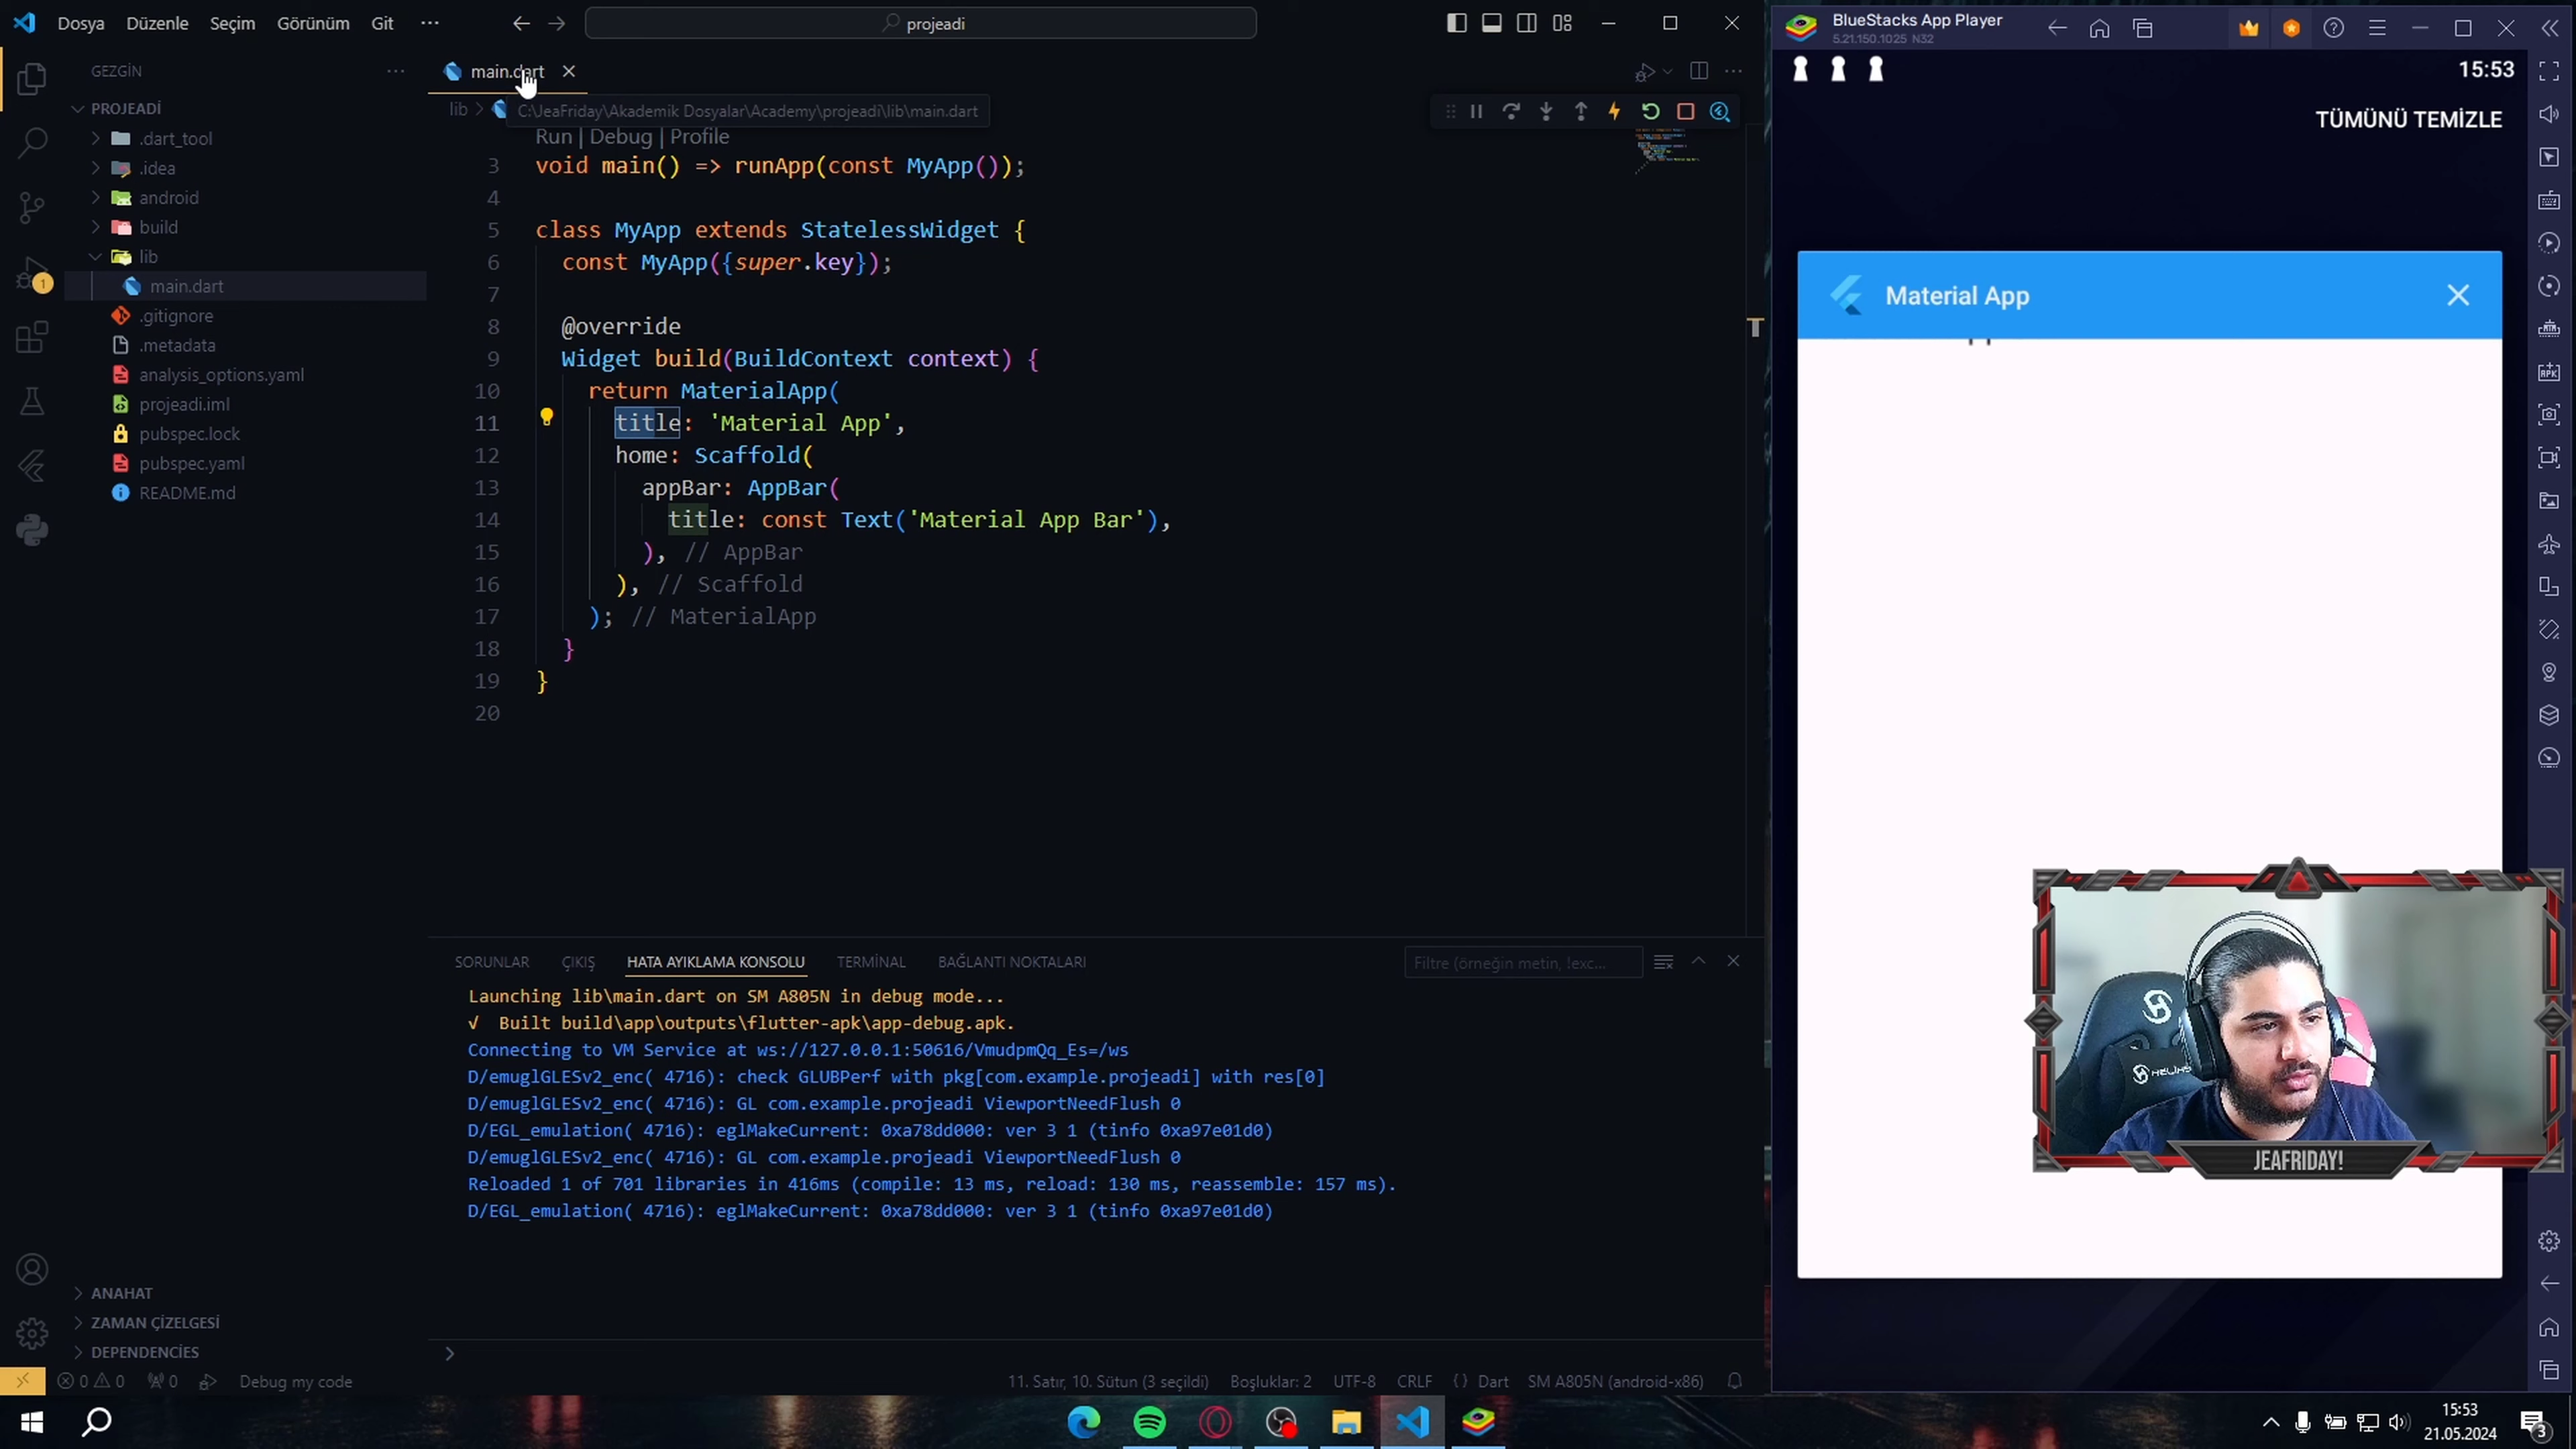 Dosya Düzenle Seçim Görünüm Git ···
projeadi
GEZGIN
PROJEADİ
.dart_tool
.idea
android
build
lib
main.dart
.gitignore
.metadata
analysis_options.yaml
projeadi.iml
pubspec.lock
pubspec.yaml
README.md
ANAHAT
ZAMAN ÇİZELGESİ
DEPENDENCİES
main.dart
lib >
C:\JeaFriday\Akademik Dosyalar\Academy\projeadi\lib\main.dart
Run | Debug | Profile
3 void main() => runApp(const MyApp());
4
5 class MyApp extends StatelessWidget {
6 const MyApp({super.key});
7
8 @override
9 Widget build(BuildContext context) {
10 return MaterialApp(
11 title: 'Material App',
12 home: Scaffold(
13 appBar: AppBar(
14 title: const Text('Material App Bar'),
15 ), // AppBar
16 ), // Scaffold
17 ); // MaterialApp
18 }
19 }
20
SORUNLAR ÇIKIŞ HATA AYIKLAMA KONSOLU TERMİNAL BAĞLANTI NOKTALARI
Filtre (örneğin metin, !exc...
Launching lib\main.dart on SM A805N in debug mode...
√ Built build\app\outputs\flutter-apk\app-debug.apk.
Connecting to VM Service at ws://127.0.0.1:50616/VmudpmQq_Es=/ws
D/emuglGLESv2_enc( 4716): check GLUBPerf with pkg[com.example.projeadi] with res[0]
D/emuglGLESv2_enc( 4716): GL com.example.projeadi ViewportNeedFlush 0
D/EGL_emulation( 4716): eglMakeCurrent: 0xa78dd000: ver 3 1 (tinfo 0xa97e01d0)
D/emuglGLESv2_enc( 4716): GL com.example.projeadi ViewportNeedFlush 0
Reloaded 1 of 701 libraries in 416ms (compile: 13 ms, reload: 130 ms, reassemble: 157 ms).
D/EGL_emulation( 4716): eglMakeCurrent: 0xa78dd000: ver 3 1 (tinfo 0xa97e01d0)
0 0 0 Debug my code
11. Satır, 10. Sütun (3 seçildi) Boşluklar: 2 UTF-8 CRLF {} Dart SM A805N (android-x86)
1
BlueStacks App Player
5.21.150.1025 N32
15:53
TÜMÜNÜ TEMİZLE
Material App
APK
HELIHS
JEAFRIDAY!
15:53
21.05.2024
3